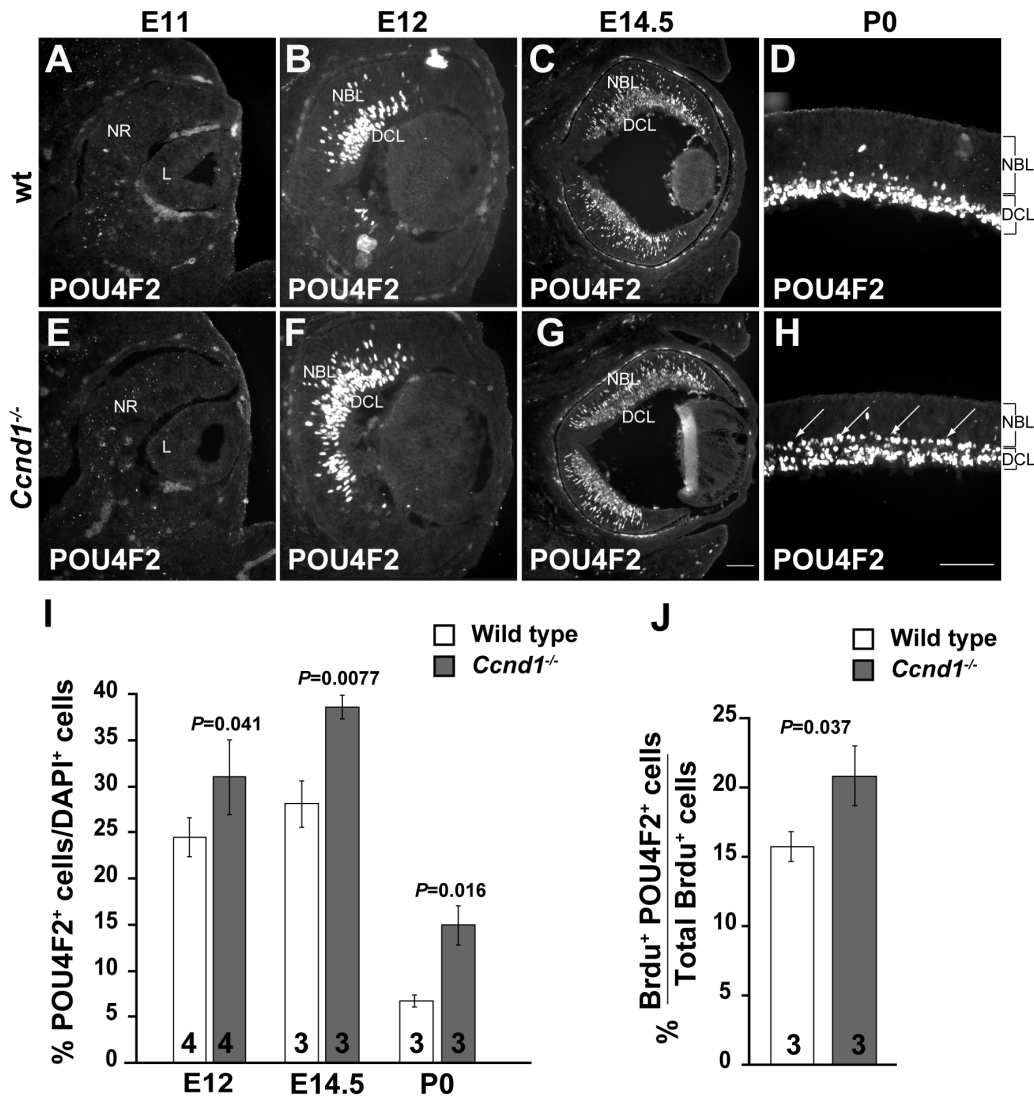 E11 E12 E14.5 P0
wt
A NR L POU4F2
B NBL DCL POU4F2
C NBL DCL POU4F2
D NBL DCL POU4F2
Ccnd1-/-
E NR L POU4F2
F NBL DCL POU4F2
G NBL DCL POU4F2
H NBL DCL POU4F2
I
Wild type
Ccnd1-/-
% POU4F2+ cells/DAPI+ cells
40
35
30
25
20
15
10
5
0
P=0.041
P=0.0077
P=0.016
4 4 3 3 3 3
E12 E14.5 P0
J
Wild type
Ccnd1-/-
% Brdu+ POU4F2+ cells
Total Brdu+ cells
25
20
15
10
5
0
P=0.037
3 3